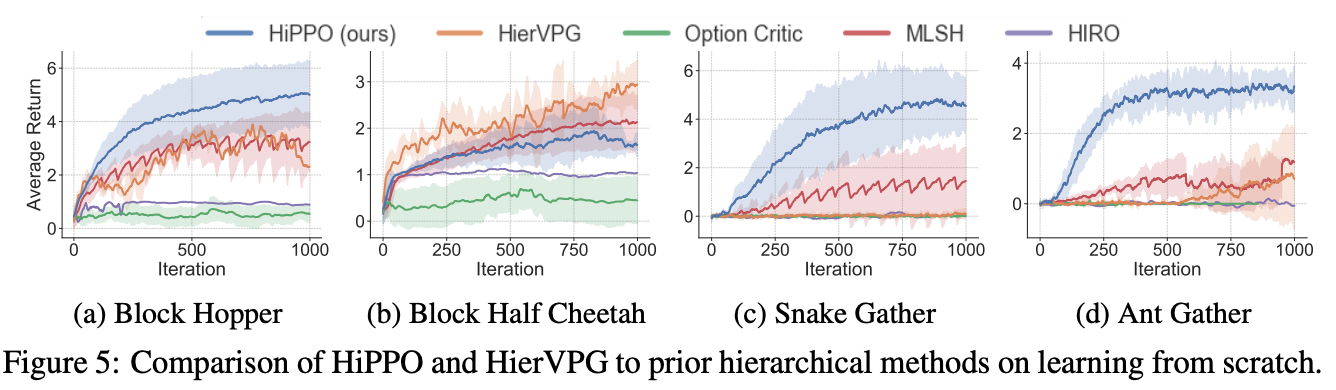 HiPPO (ours) HierVPG Option Critic MLSH HIRO
Average Return
6
4
2
0
0 500 1000
Iteration
(a) Block Hopper
3
2
1
0
0 250 500 750 1000
Iteration
(b) Block Half Cheetah
6
4
2
0
0 250 500 750 1000
Iteration
(c) Snake Gather
4
2
0
0 250 500 750 1000
Iteration
(d) Ant Gather
Figure 5: Comparison of HiPPO and HierVPG to prior hierarchical methods on learning from scratch.